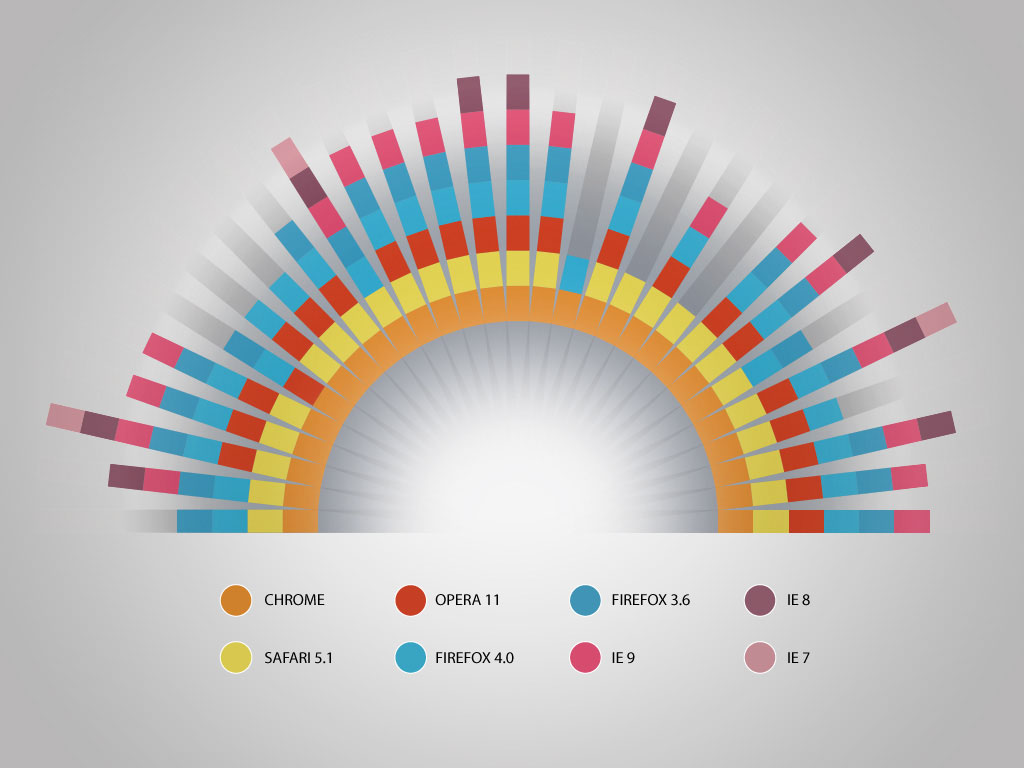 CHROME
OPERA 11
FIREFOX 3.6
IE 8
SAFARI 5.1
FIREFOX 4.0
IE 9
IE 7